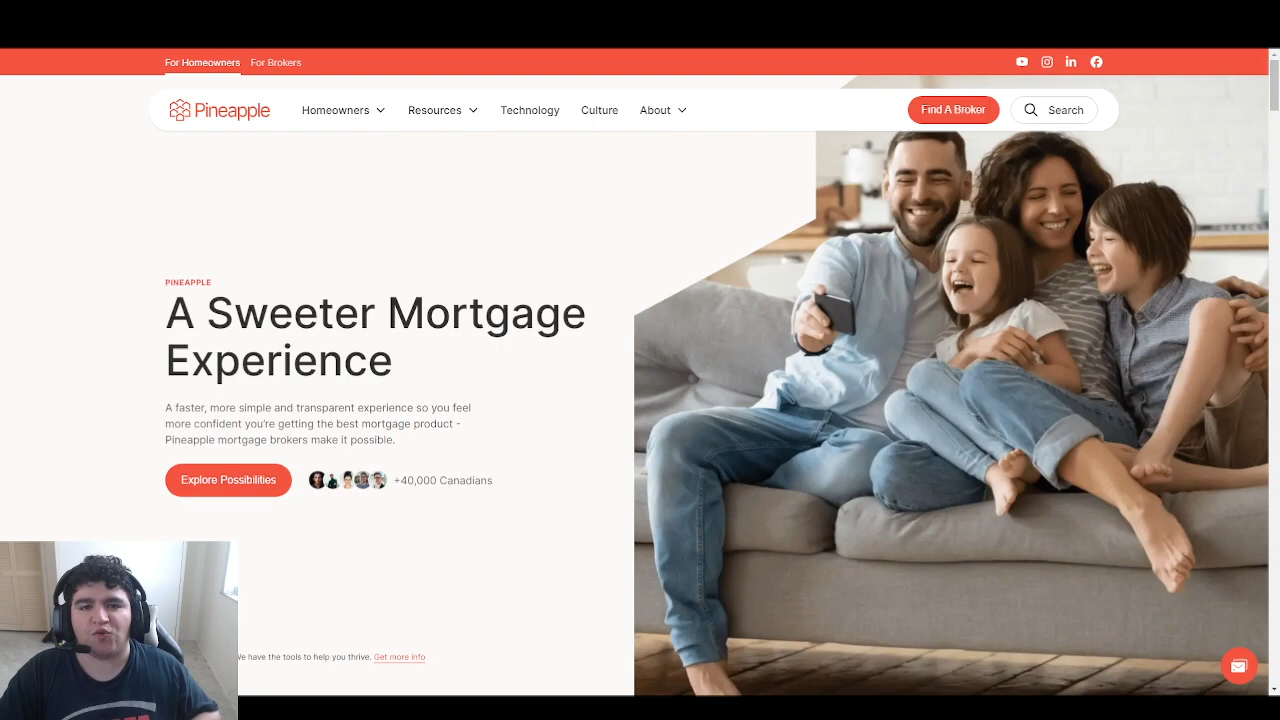 For Homeowners For Brokers
Pineapple Homeowners Resources Technology Culture About Find A Broker Search
PINEAPPLE
A Sweeter Mortgage
Experience
A faster, more simple and transparent experience so you feel
more confident you're getting the best mortgage product -
Pineapple mortgage brokers make it possible.
Explore Possibilities +40,000 Canadians
We have the tools to help you thrive. Get more info